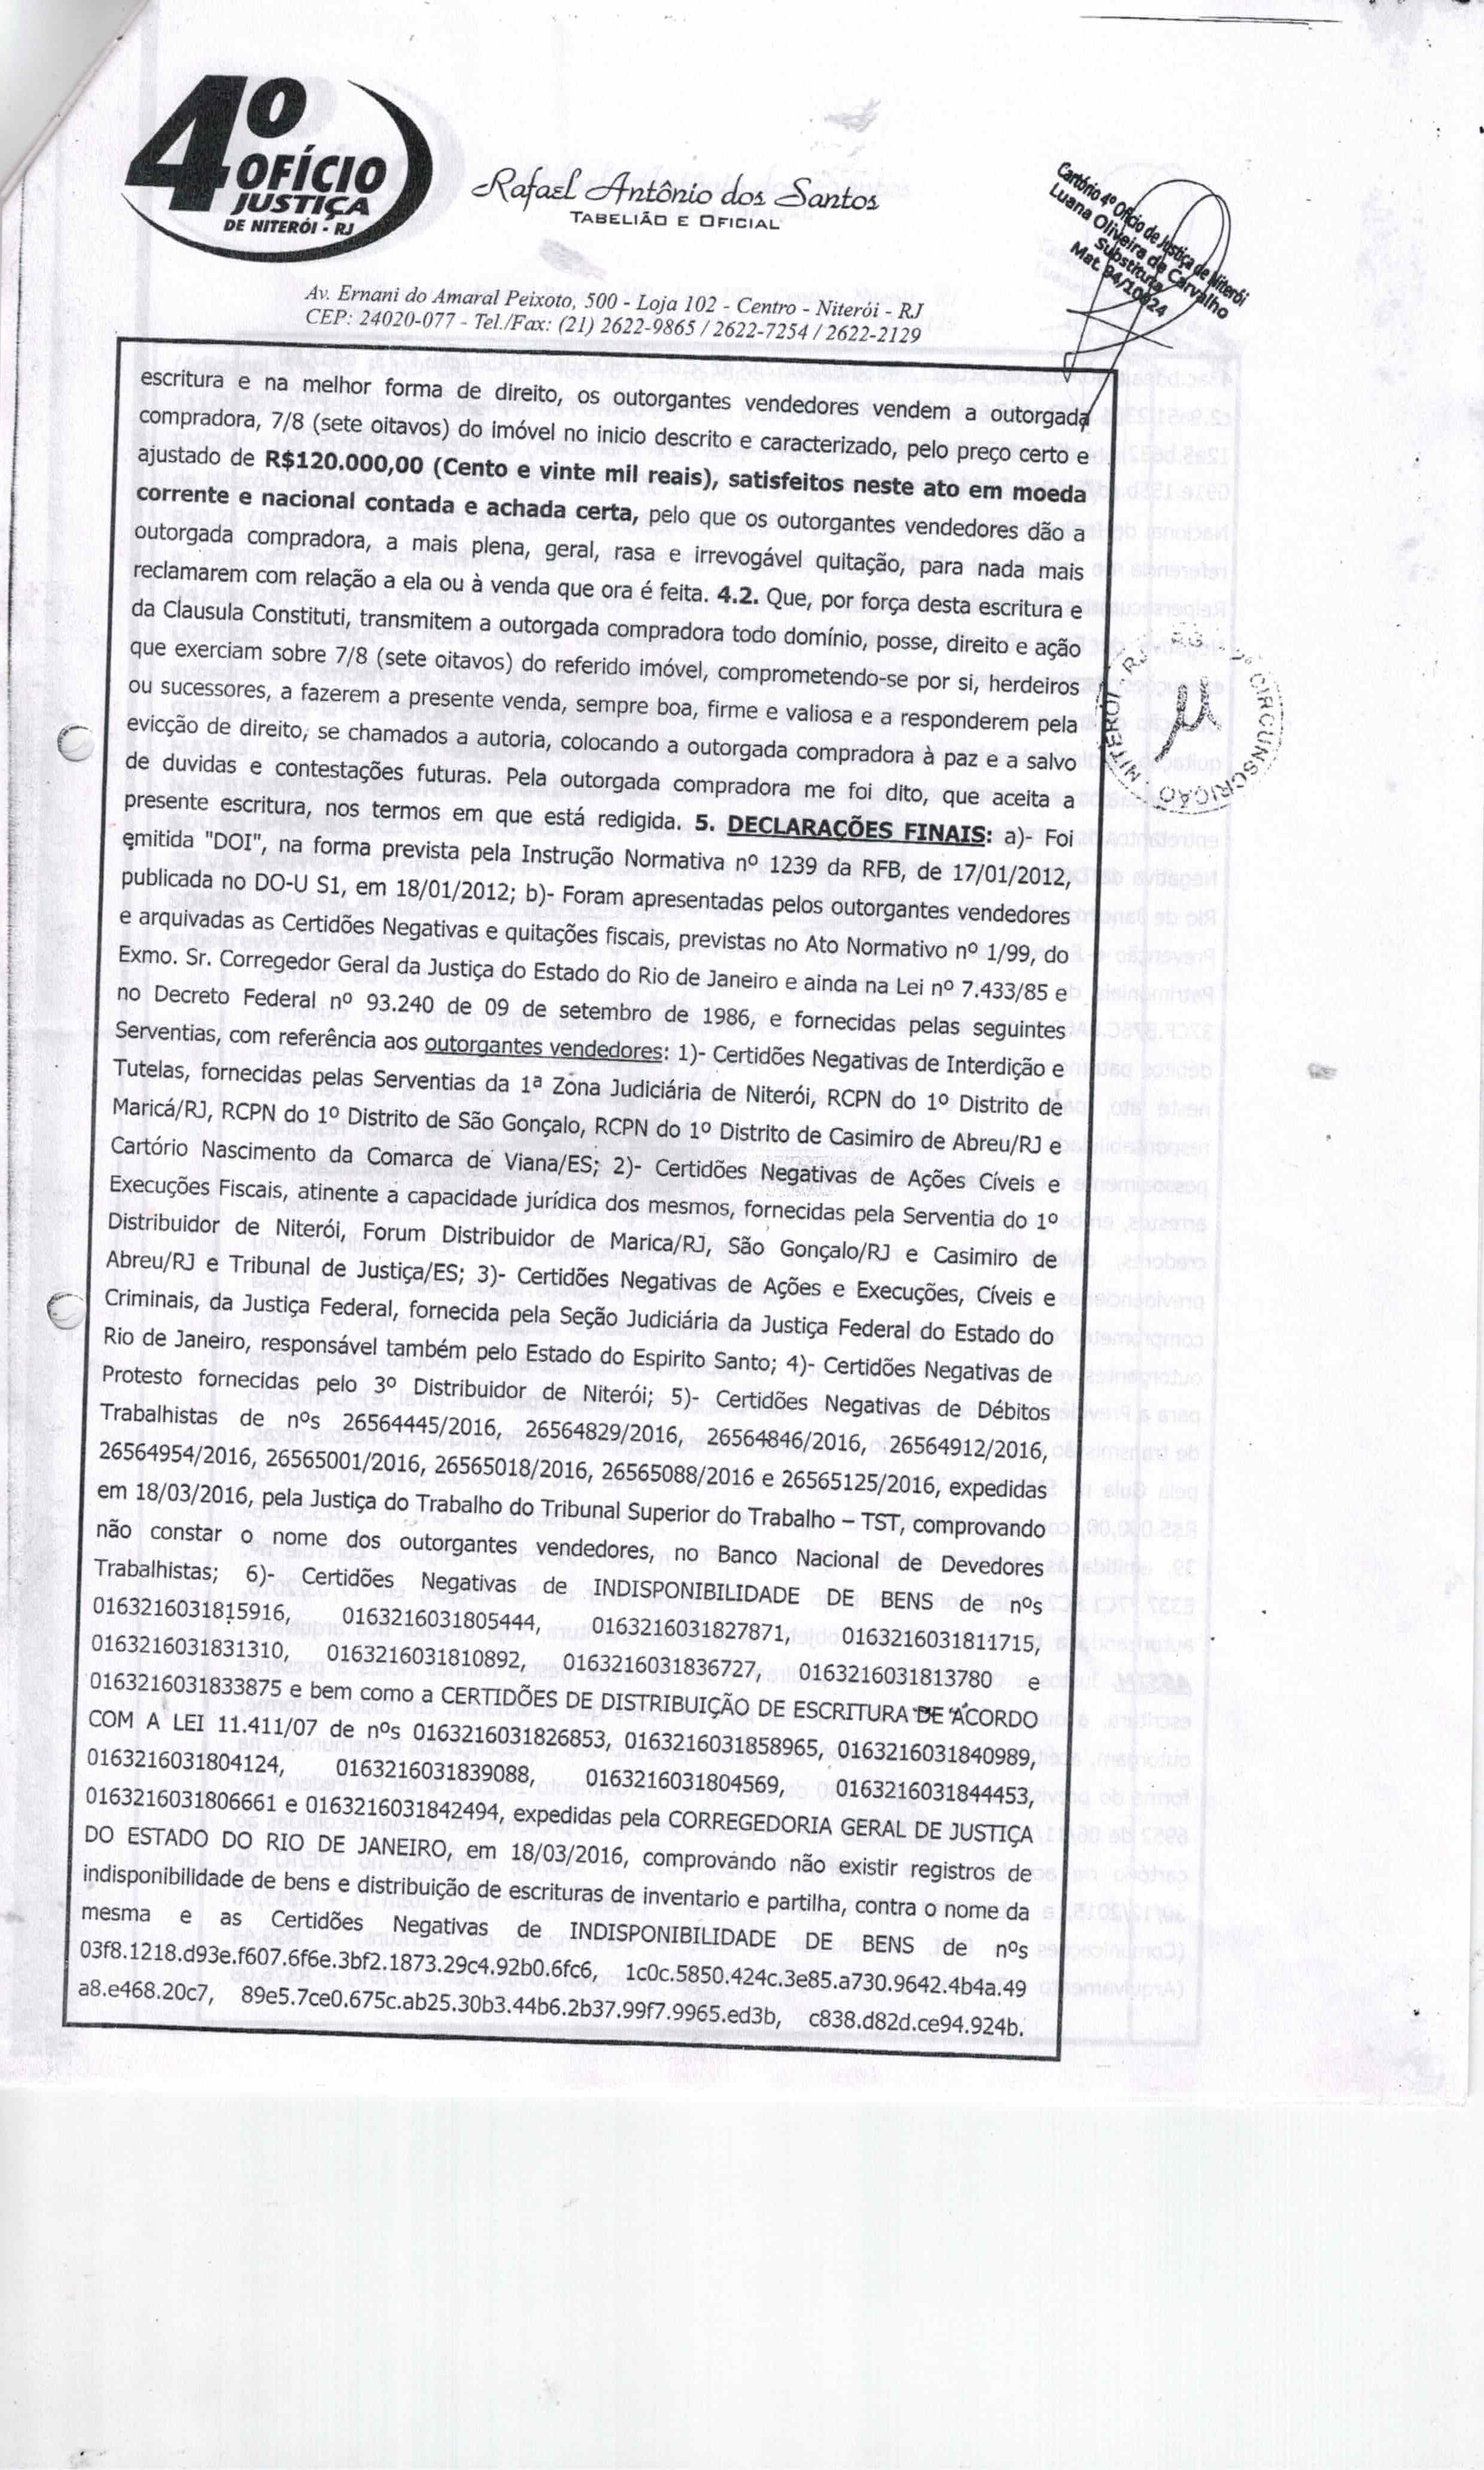 4º
OFÍCIO
JUSTIÇA
DE NITERÓI - RJ
Rafael Antônio dos Santos
TABELIÃO E OFICIAL
Cartório 4º Ofício de Justiça de Niterói
Luana Oliveira de Carvalho
Substituta
Mat. 94/10024
Av. Ernani do Amaral Peixoto, 500 - Loja 102 - Centro - Niterói - RJ
CEP: 24020-077 - Tel./Fax: (21) 2622-9865 / 2622-7254 / 2622-2129
escritura e na melhor forma de direito, os outorgantes vendedores vendem a outorgada
compradora, 7/8 (sete oitavos) do imóvel no inicio descrito e caracterizado, pelo preço certo e
ajustado de R$120.000,00 (Cento e vinte mil reais), satisfeitos neste ato em moeda
corrente e nacional contada e achada certa, pelo que os outorgantes vendedores dão a
outorgada compradora, a mais plena, geral, rasa e irrevogável quitação, para nada mais
reclamarem com relação a ela ou à venda que ora é feita. 4.2. Que, por força desta escritura e
da Clausula Constituti, transmitem a outorgada compradora todo domínio, posse, direito e ação
que exerciam sobre 7/8 (sete oitavos) do referido imóvel, comprometendo-se por si, herdeiros
ou sucessores, a fazerem a presente venda, sempre boa, firme e valiosa e a responderem pela
evicção de direito, se chamados a autoria, colocando a outorgada compradora à paz e a salvo
de duvidas e contestações futuras. Pela outorgada compradora me foi dito, que aceita a
presente escritura, nos termos em que está redigida. 5. DECLARAÇÕES FINAIS: a)- Foi
emitida "DOI", na forma prevista pela Instrução Normativa nº 1239 da RFB, de 17/01/2012,
publicada no DO-U S1, em 18/01/2012; b)- Foram apresentadas pelos outorgantes vendedores
e arquivadas as Certidões Negativas e quitações fiscais, previstas no Ato Normativo nº 1/99, do
Exmo. Sr. Corregedor Geral da Justiça do Estado do Rio de Janeiro e ainda na Lei nº 7.433/85 e
no Decreto Federal nº 93.240 de 09 de setembro de 1986, e fornecidas pelas seguintes
Serventias, com referência aos outorgantes vendedores: 1)- Certidões Negativas de Interdição e
Tutelas, fornecidas pelas Serventias da 1ª Zona Judiciária de Niterói, RCPN do 1º Distrito de
Maricá/RJ, RCPN do 1º Distrito de São Gonçalo, RCPN do 1º Distrito de Casimiro de Abreu/RJ e
Cartório Nascimento da Comarca de Viana/ES; 2)- Certidões Negativas de Ações Cíveis e
Execuções Fiscais, atinente a capacidade jurídica dos mesmos, fornecidas pela Serventia do 1º
Distribuidor de Niterói, Forum Distribuidor de Marica/RJ, São Gonçalo/RJ e Casimiro de
Abreu/RJ e Tribunal de Justiça/ES; 3)- Certidões Negativas de Ações e Execuções, Cíveis e
Criminais, da Justiça Federal, fornecida pela Seção Judiciária da Justiça Federal do Estado do
Rio de Janeiro, responsável também pelo Estado do Espirito Santo; 4)- Certidões Negativas de
Protesto fornecidas pelo 3º Distribuidor de Niterói; 5)- Certidões Negativas de Débitos
Trabalhistas de nºs 26564445/2016, 26564829/2016, 26564846/2016, 26564912/2016,
26564954/2016, 26565001/2016, 26565018/2016, 26565088/2016 e 26565125/2016, expedidas
em 18/03/2016, pela Justiça do Trabalho do Tribunal Superior do Trabalho – TST, comprovando
não constar o nome dos outorgantes vendedores, no Banco Nacional de Devedores
Trabalhistas; 6)- Certidões Negativas de INDISPONIBILIDADE DE BENS de nºs
0163216031815916, 0163216031805444, 0163216031827871, 0163216031811715,
0163216031831310, 0163216031810892, 0163216031836727, 0163216031813780 e
0163216031833875 e bem como a CERTIDÕES DE DISTRIBUIÇÃO DE ESCRITURA DE ACORDO
COM A LEI 11.411/07 de nºs 0163216031826853, 0163216031858965, 0163216031840989,
0163216031804124, 0163216031839088, 0163216031804569, 0163216031844453,
0163216031806661 e 0163216031842494, expedidas pela CORREGEDORIA GERAL DE JUSTIÇA
DO ESTADO DO RIO DE JANEIRO, em 18/03/2016, comprovando não existir registros de
indisponibilidade de bens e distribuição de escrituras de inventario e partilha, contra o nome da
mesma e as Certidões Negativas de INDISPONIBILIDADE DE BENS de nºs
03f8.1218.d93e.f607.6f6e.3bf2.1873.29c4.92b0.6fc6, 1c0c.5850.424c.3e85.a730.9642.4b4a.49
a8.e468.20c7, 89e5.7ce0.675c.ab25.30b3.44b6.2b37.99f7.9965.ed3b, c838.d82d.ce94.924b.
NITEROI - RJ
CIRCUNSCRIÇÃO